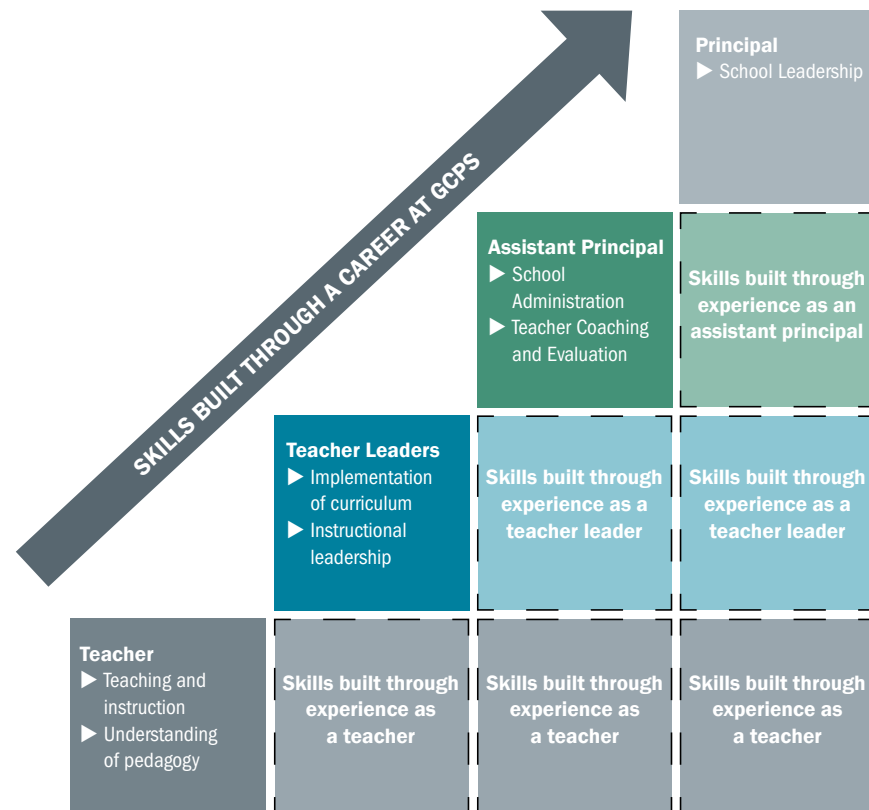 Principal
▶ School Leadership
SKILLS BUILT THROUGH A CAREER AT GCPS
Assistant Principal
▶ School
Administration
▶ Teacher Coaching
and Evaluation
Skills built through
experience as an
assistant principal
Teacher Leaders
▶ Implementation
of curriculum
▶ Instructional
leadership
Skills built through
experience as a
teacher leader
Skills built through
experience as a
teacher leader
Teacher
▶ Teaching and
instruction
▶ Understanding
of pedagogy
Skills built through
experience as
a teacher
Skills built through
experience as
a teacher
Skills built through
experience as
a teacher